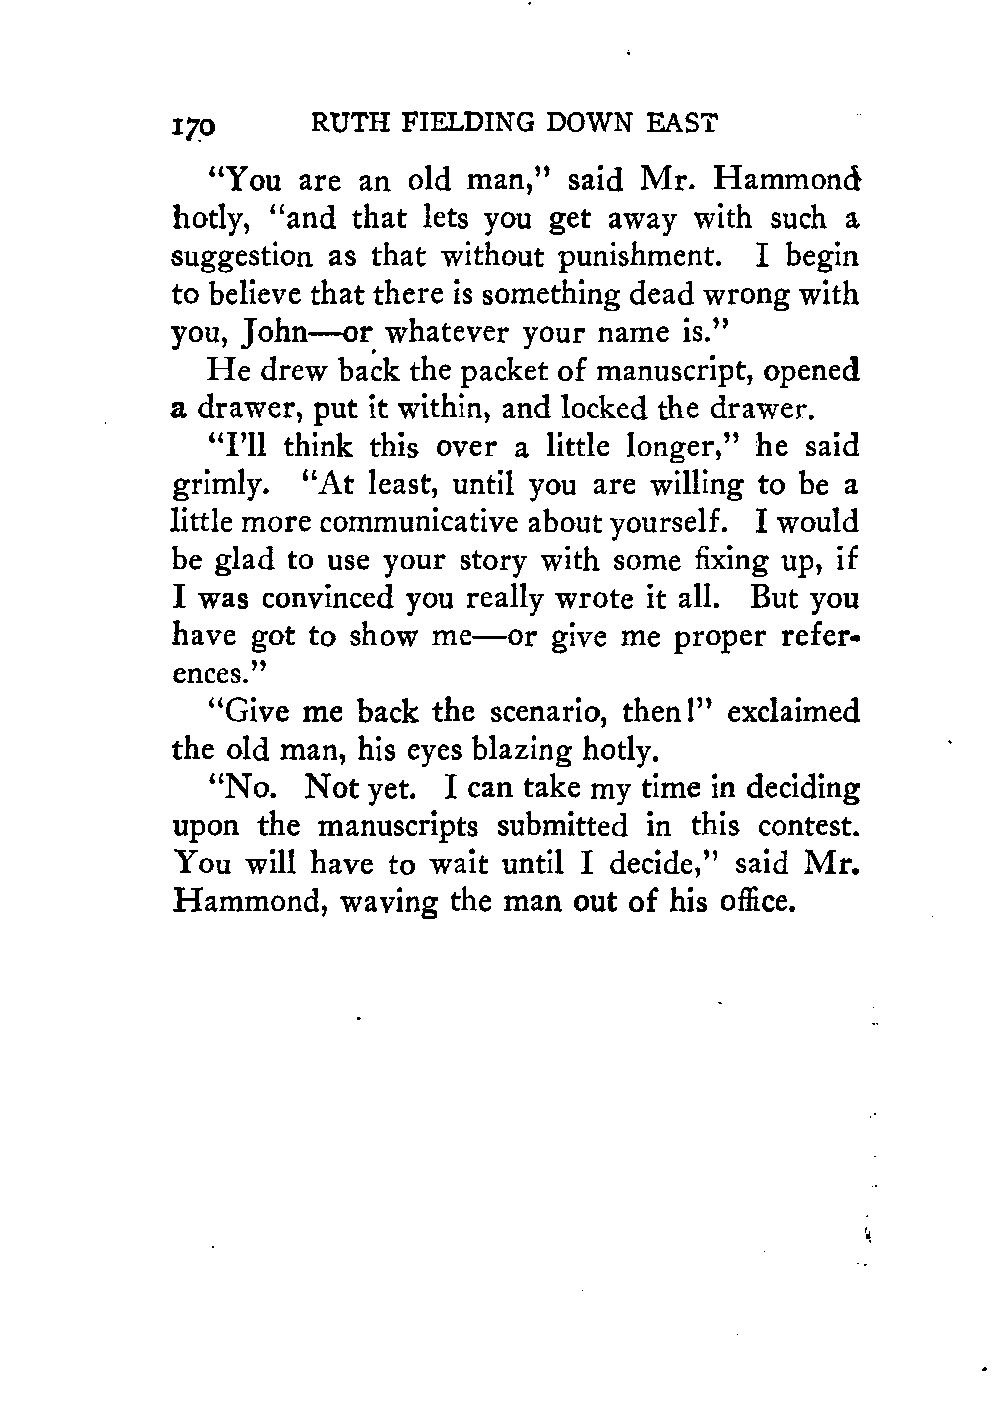 170 RUTH FIELDING DOWN EAST
“You are an old man,” said Mr. Hammond
hotly, “and that lets you get away with such a
suggestion as that without punishment. I begin
to believe that there is something dead wrong with
you, John—or whatever your name is.”
He drew back the packet of manuscript, opened
a drawer, put it within, and locked the drawer.
“I’ll think this over a little longer,” he said
grimly. “At least, until you are willing to be a
little more communicative about yourself. I would
be glad to use your story with some fixing up, if
I was convinced you really wrote it all. But you
have got to show me—or give me proper refer-
ences.”
“Give me back the scenario, then!” exclaimed
the old man, his eyes blazing hotly.
“No. Not yet. I can take my time in deciding
upon the manuscripts submitted in this contest.
You will have to wait until I decide,” said Mr.
Hammond, waving the man out of his office.